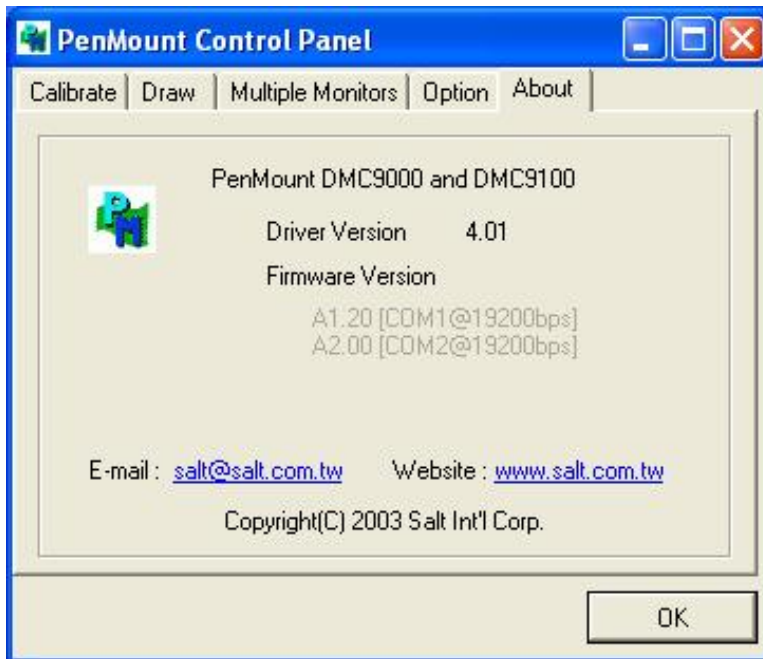 PenMount Control Panel
Calibrate Draw Multiple Monitors Option About
PenMount DMC9000 and DMC9100
PM
Driver Version 4.01
Firmware Version
A1.20 [COM1@19200bps]
A2.00 [COM2@19200bps]
E-mail : salt@salt.com.tw Website : www.salt.com.tw
Copyright(C) 2003 Salt Int'l Corp.
OK